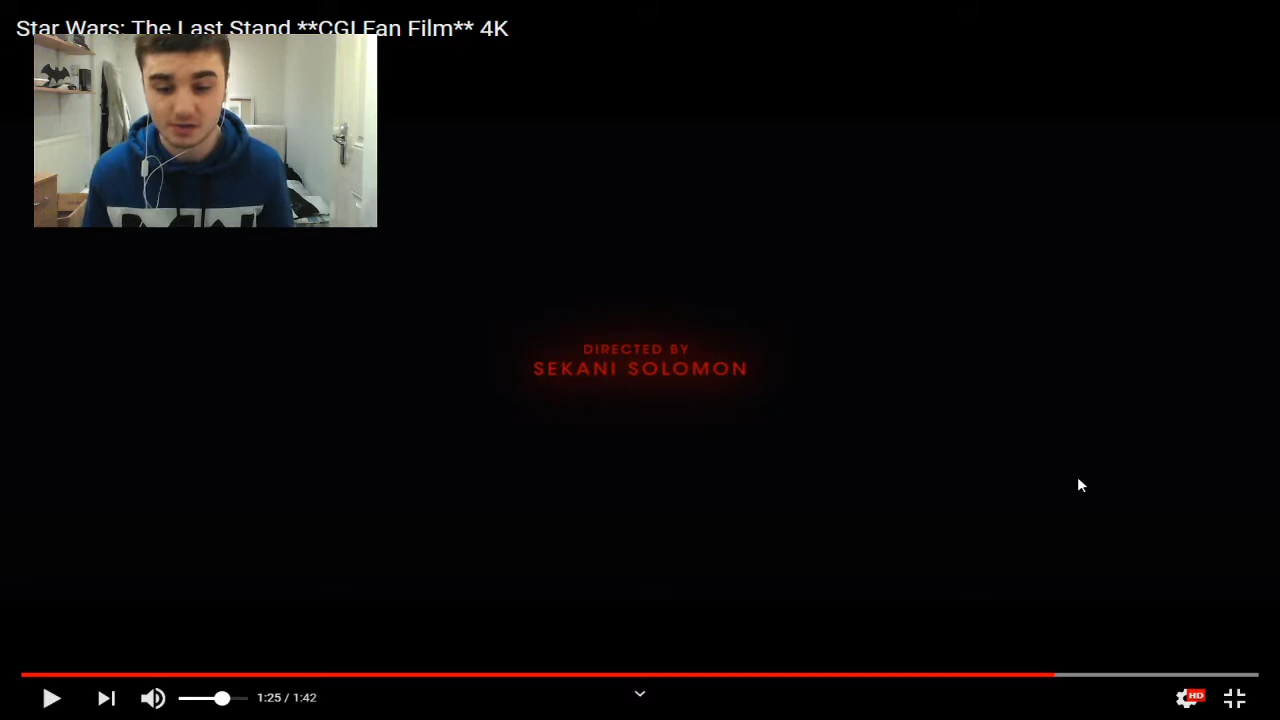 Star Wars: The Last Stand **CGI Fan Film** 4K
DIRECTED BY
SEKANI SOLOMON
1:25 / 1:42
HD